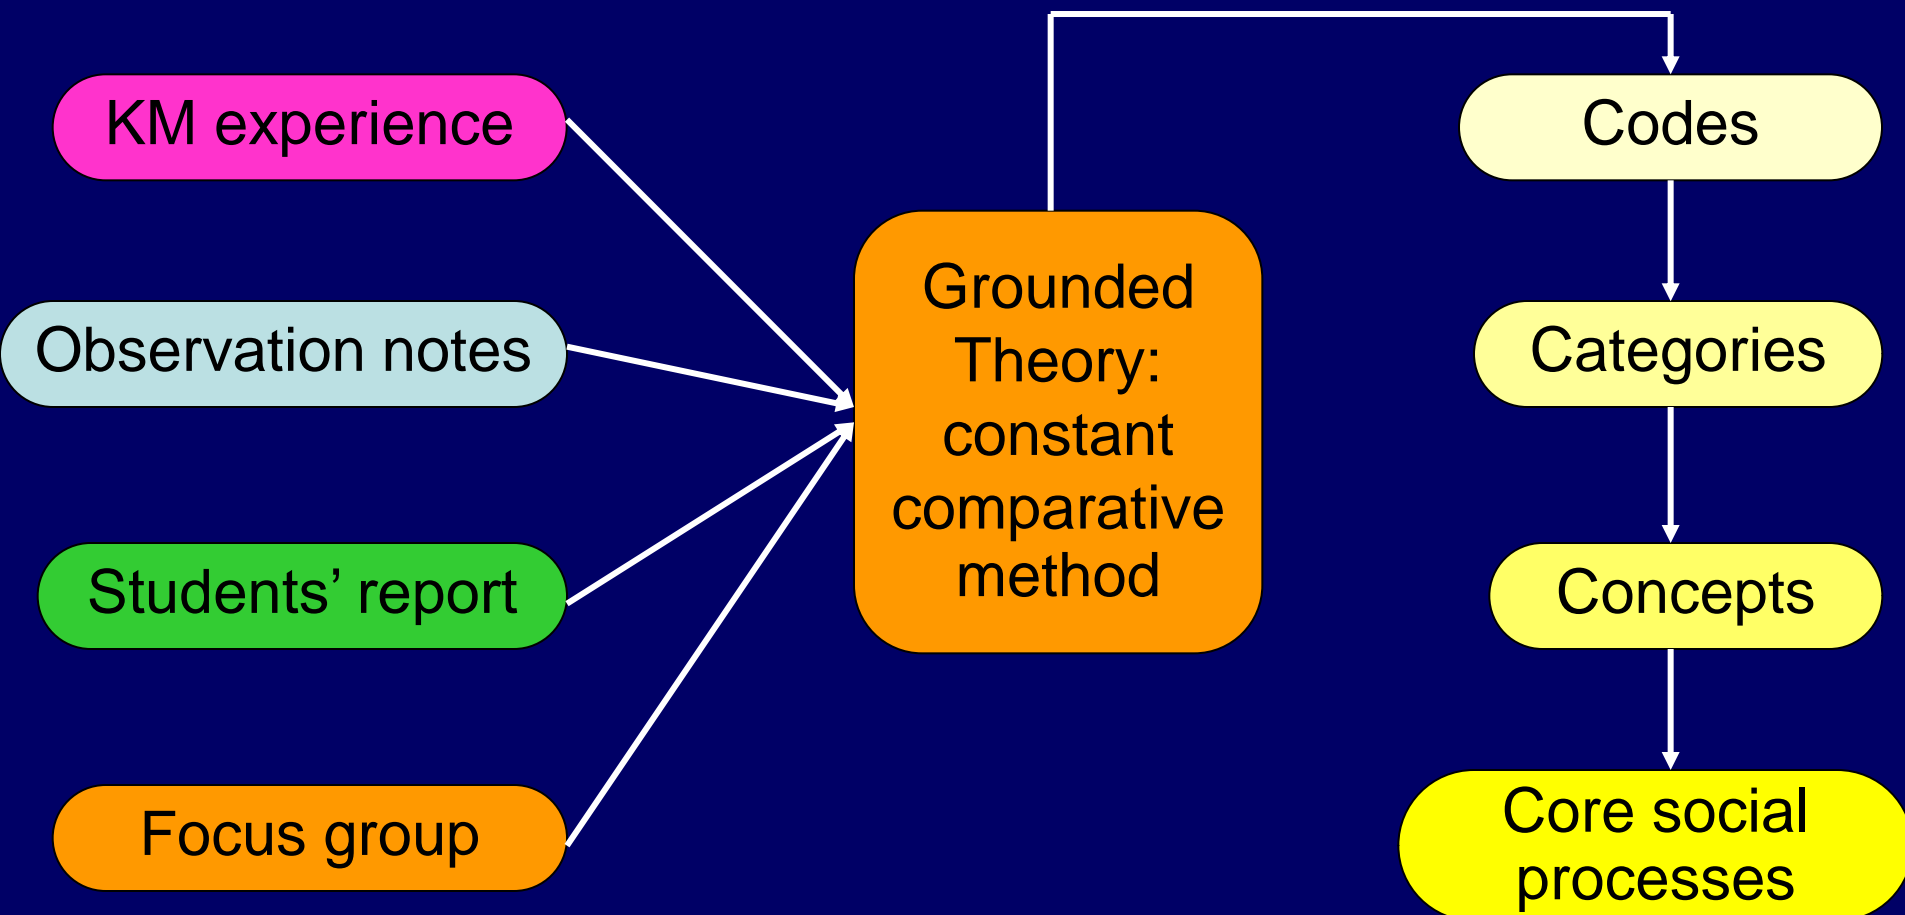 KM experience
Observation notes
Students’ report
Focus group
Grounded
Theory:
constant
comparative
method
Codes
Categories
Concepts
Core social
processes